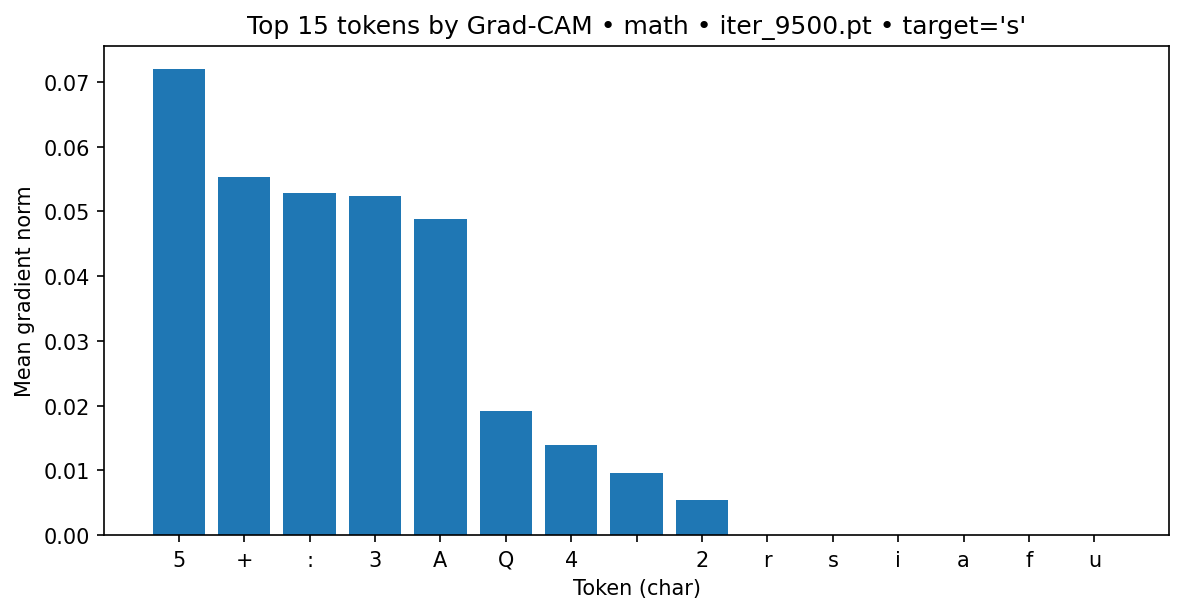 Top 15 tokens by Grad-CAM • math • iter_9500.pt • target='s'
Mean gradient norm
0.07
0.06
0.05
0.04
0.03
0.02
0.01
0.00
5 + : 3 A Q 4 2 r s i a f u
Token (char)